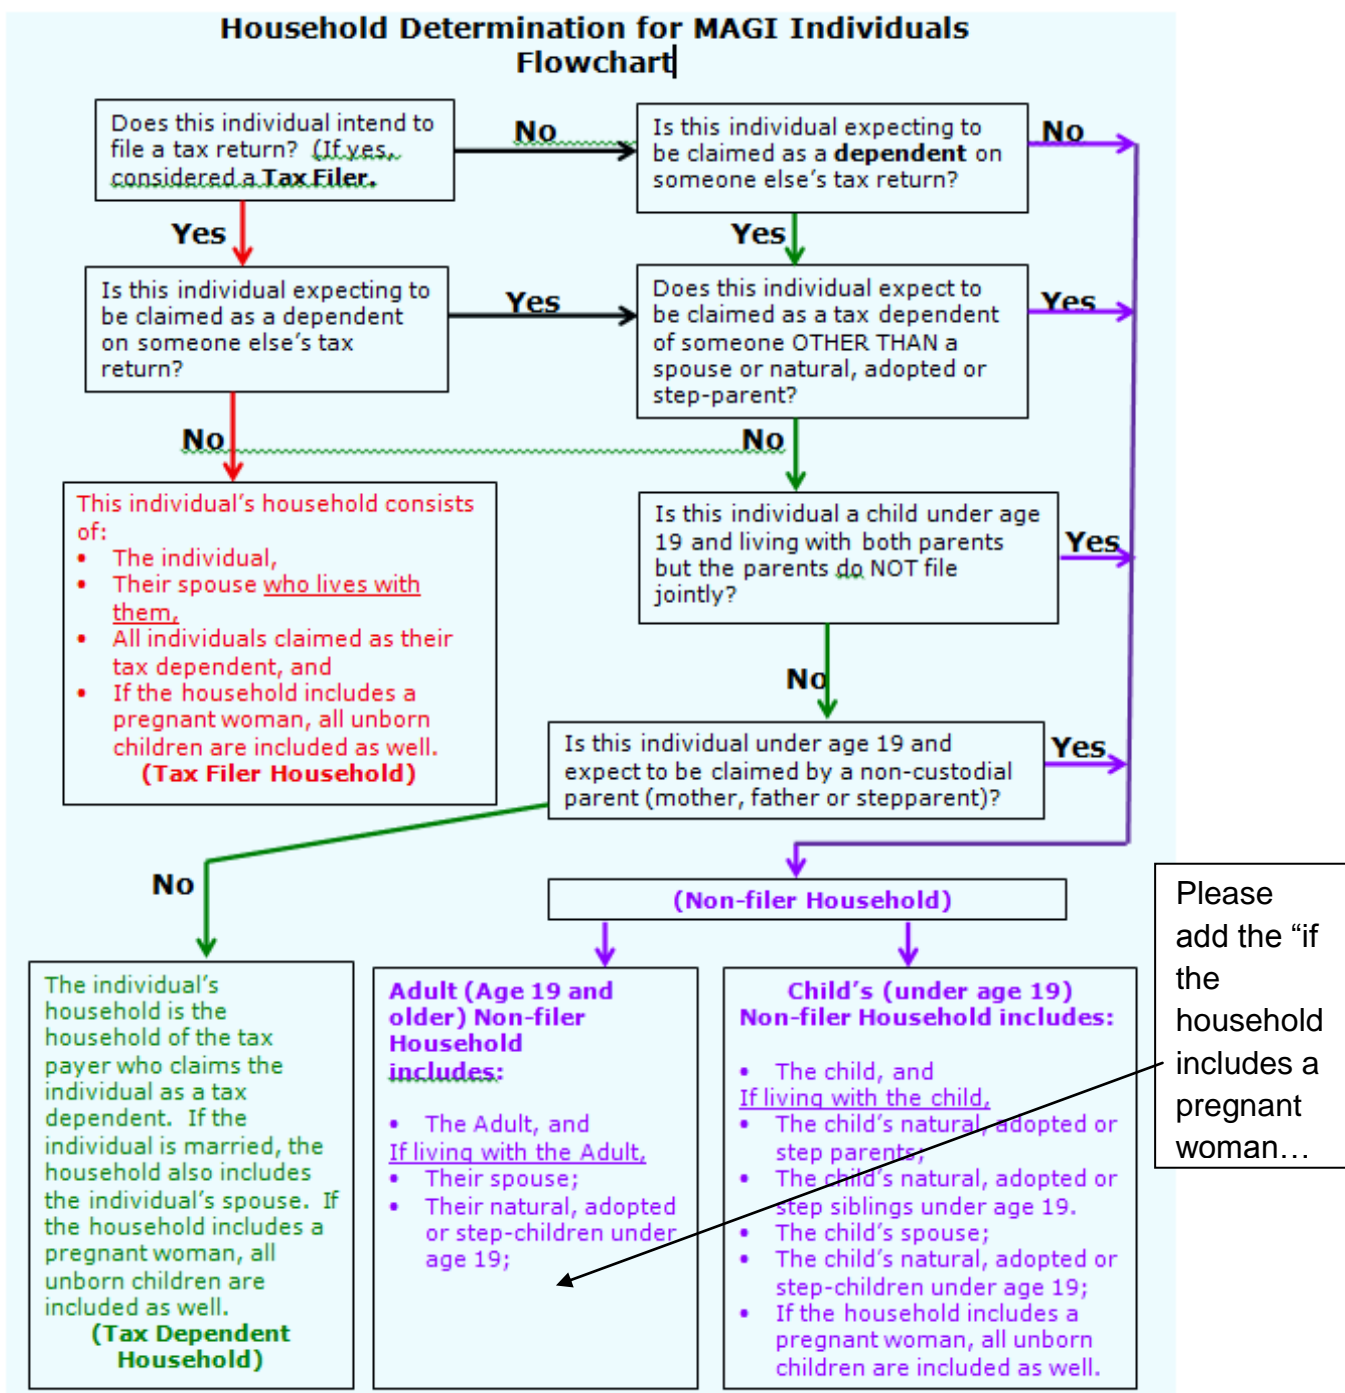 Household Determination for MAGI Individuals
Flowchart
Does this individual intend to
file a tax return?  (If yes,
considered a Tax Filer.
No
Is this individual expecting to
be claimed as a dependent on
someone else's tax return?
No
Yes
Yes
Is this individual expecting to
be claimed as a dependent
on someone else's tax
return?
Yes
Does this individual expect to
be claimed as a tax dependent
of someone OTHER THAN a
spouse or natural, adopted or
step-parent?
Yes
No
No
This individual's household consists
of:
• The individual,
• Their spouse who lives with
them,
• All individuals claimed as their
tax dependent, and
• If the household includes a
pregnant woman, all unborn
children are included as well.
(Tax Filer Household)
Is this individual a child under age
19 and living with both parents
but the parents do NOT file
jointly?
Yes
No
Is this individual under age 19 and
expect to be claimed by a non-custodial
parent (mother, father or stepparent)?
Yes
No
(Non-filer Household)
The individual's
household is the
household of the tax
payer who claims the
individual as a tax
dependent.  If the
individual is married, the
household also includes
the individual's spouse.  If
the household includes a
pregnant woman, all
unborn children are
included as well.
(Tax Dependent
Household)
Adult (Age 19 and
older) Non-filer
Household
includes:
• The Adult, and
If living with the Adult,
• Their spouse;
• Their natural, adopted
or step-children under
age 19;
Child's (under age 19)
Non-filer Household includes:
• The child, and
If living with the child,
• The child's natural, adopted or
step parents;
• The child's natural, adopted or
step siblings under age 19.
• The child's spouse;
• The child's natural, adopted or
step-children under age 19;
• If the household includes a
pregnant woman, all unborn
children are included as well.
Please
add the “if
the
household
includes a
pregnant
woman…